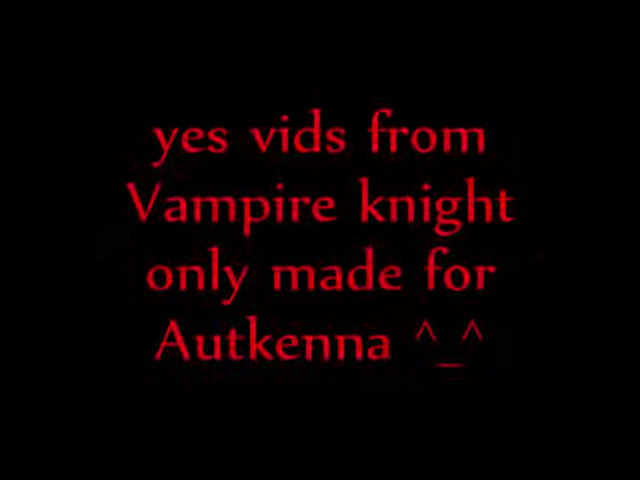 yes vids from
Vampire knight
only made for
Autkenna ^_^